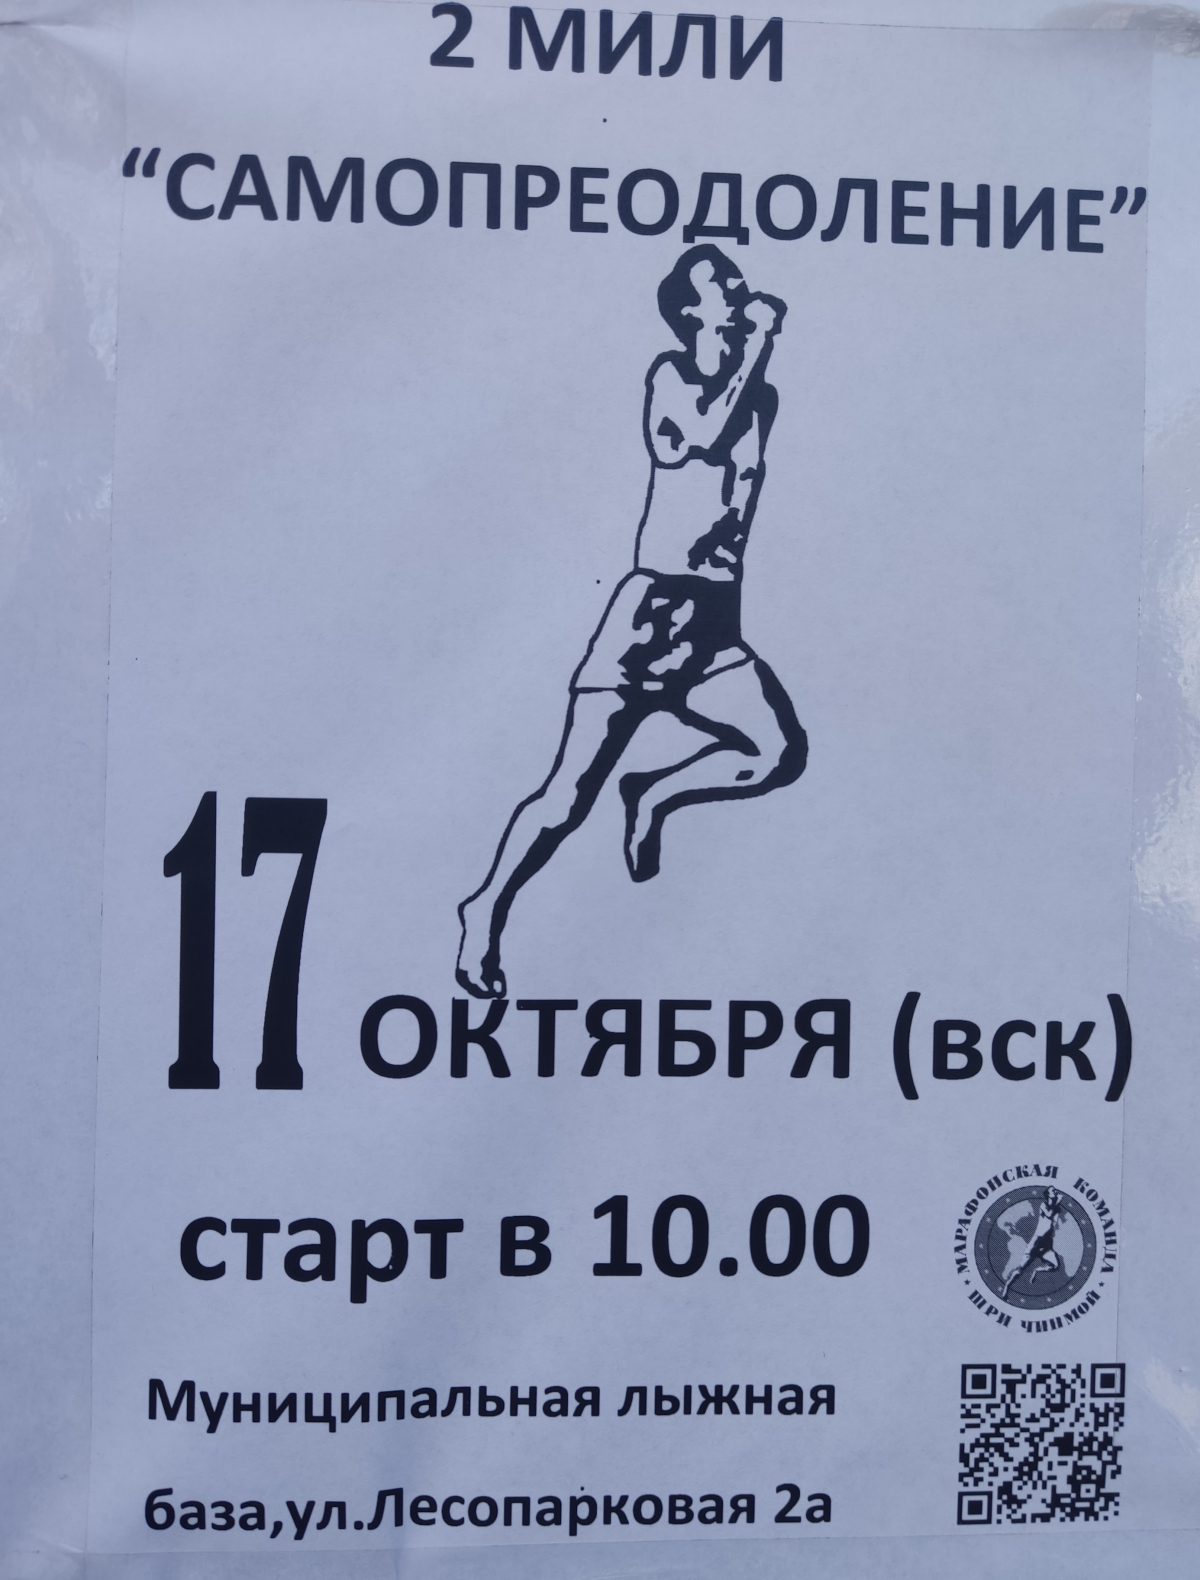 2 МИЛИ
“САМОПРЕОДОЛЕНИЕ”
17 ОКТЯБРЯ (вск)
старт в 10.00
МАРАФОНСКАЯ КОМАНДА
ШРИ ЧИНМОЙ
Муниципальная лыжная
база,ул.Лесопарковая 2а